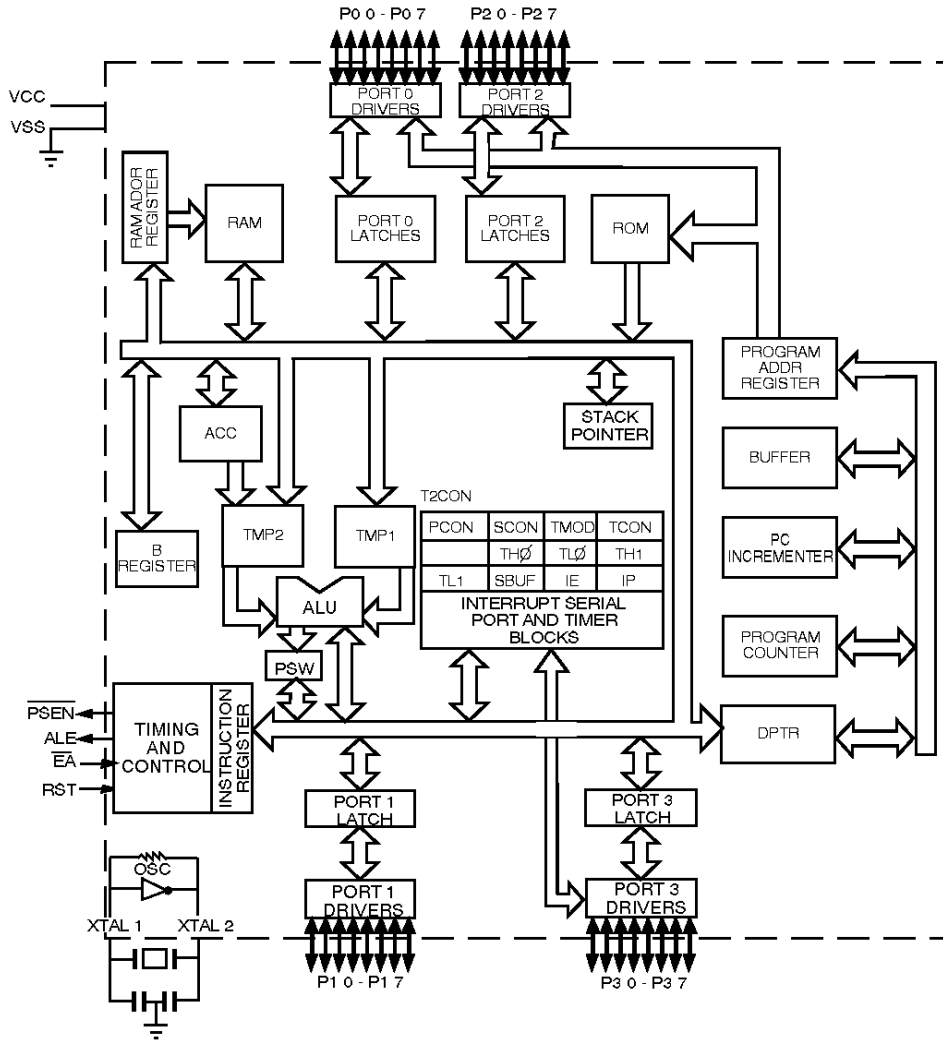 P0 0 - P0 7
P2 0 - P2 7
VCC
VSS
PORT 0
DRIVERS
PORT 2
DRIVERS
RAM ADDR
REGISTER
RAM
PORT 0
LATCHES
PORT 2
LATCHES
ROM
PROGRAM
ADDR
REGISTER
ACC
STACK
POINTER
BUFFER
T2CON
B
REGISTER
TMP2
TMP1
PCON SCON TMOD TCON
THØ TLØ TH1
TL1 SBUF IE IP
INTERRUPT SERIAL
PORT AND TIMER
BLOCKS
PC
INCREMENTER
ALU
PSW
PROGRAM
COUNTER
PSEN
ALE
EA
RST
TIMING
AND
CONTROL
INSTRUCTION
REGISTER
DPTR
PORT 1
LATCH
PORT 3
LATCH
OSC
XTAL 1
XTAL 2
PORT 1
DRIVERS
PORT 3
DRIVERS
P1 0 - P1 7
P3 0 - P3 7